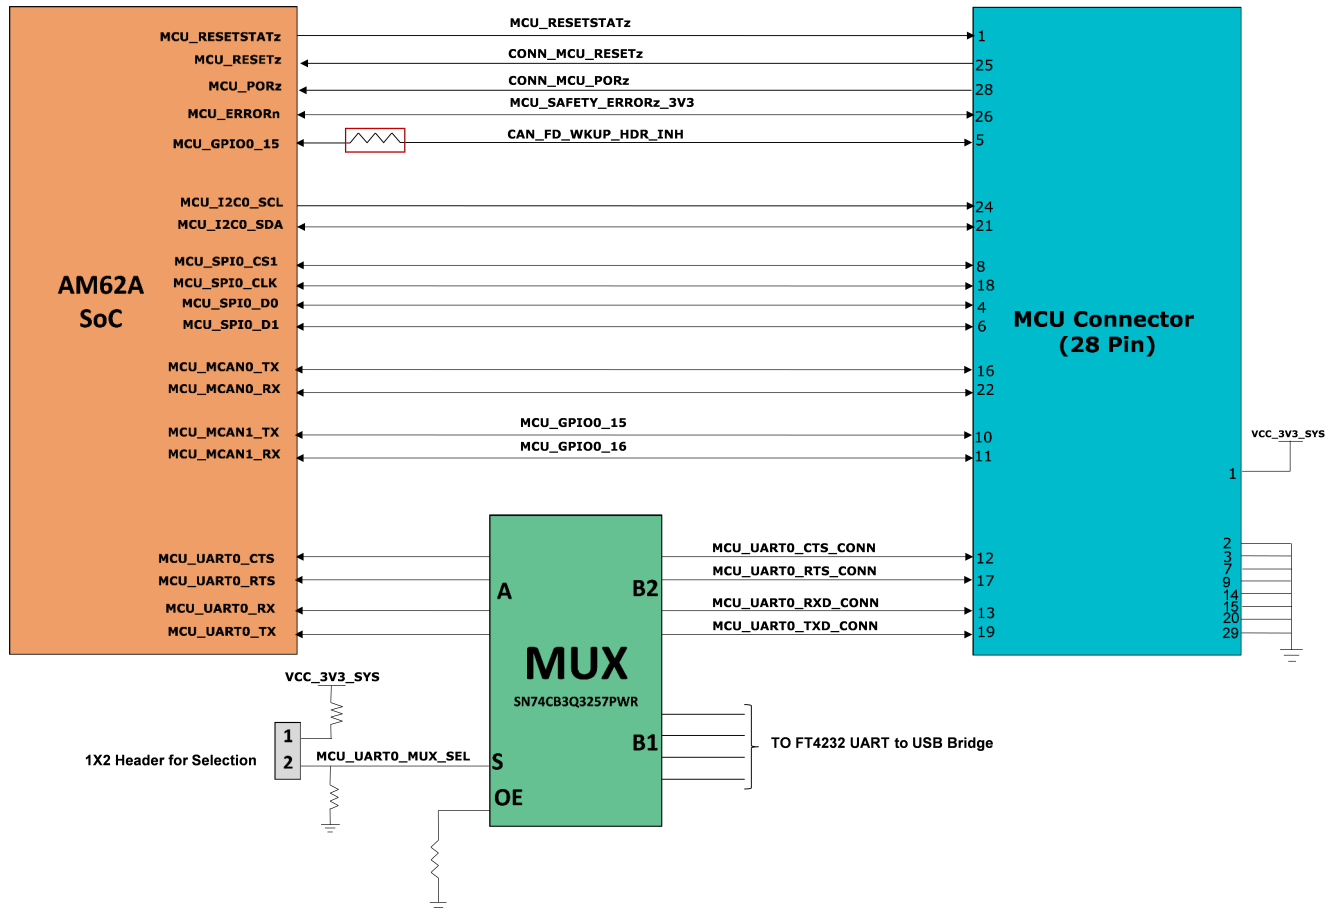 MCU_RESETSTATz
MCU_RESETz
MCU_PORz
MCU_ERRORn
MCU_GPIO0_15
MCU_I2C0_SCL
MCU_I2C0_SDA
MCU_SPI0_CS1
MCU_SPI0_CLK
MCU_SPI0_D0
MCU_SPI0_D1
MCU_MCAN0_TX
MCU_MCAN0_RX
MCU_MCAN1_TX
MCU_MCAN1_RX
MCU_UART0_CTS
MCU_UART0_RTS
MCU_UART0_RX
MCU_UART0_TX
AM62A
SoC
MCU_RESETSTATz
CONN_MCU_RESETz
CONN_MCU_PORz
MCU_SAFETY_ERRORz_3V3
CAN_FD_WKUP_HDR_INH
MCU_GPIO0_15
MCU_GPIO0_16
1
25
28
26
5
24
21
8
18
4
6
16
22
10
11
12
17
13
19
MCU Connector
(28 Pin)
VCC_3V3_SYS
1
2
3
7
9
14
15
20
29
MCU_UART0_CTS_CONN
MCU_UART0_RTS_CONN
MCU_UART0_RXD_CONN
MCU_UART0_TXD_CONN
A
B2
MUX
SN74CB3Q3257PWR
B1
S
OE
TO FT4232 UART to USB Bridge
VCC_3V3_SYS
1
2
MCU_UART0_MUX_SEL
1X2 Header for Selection